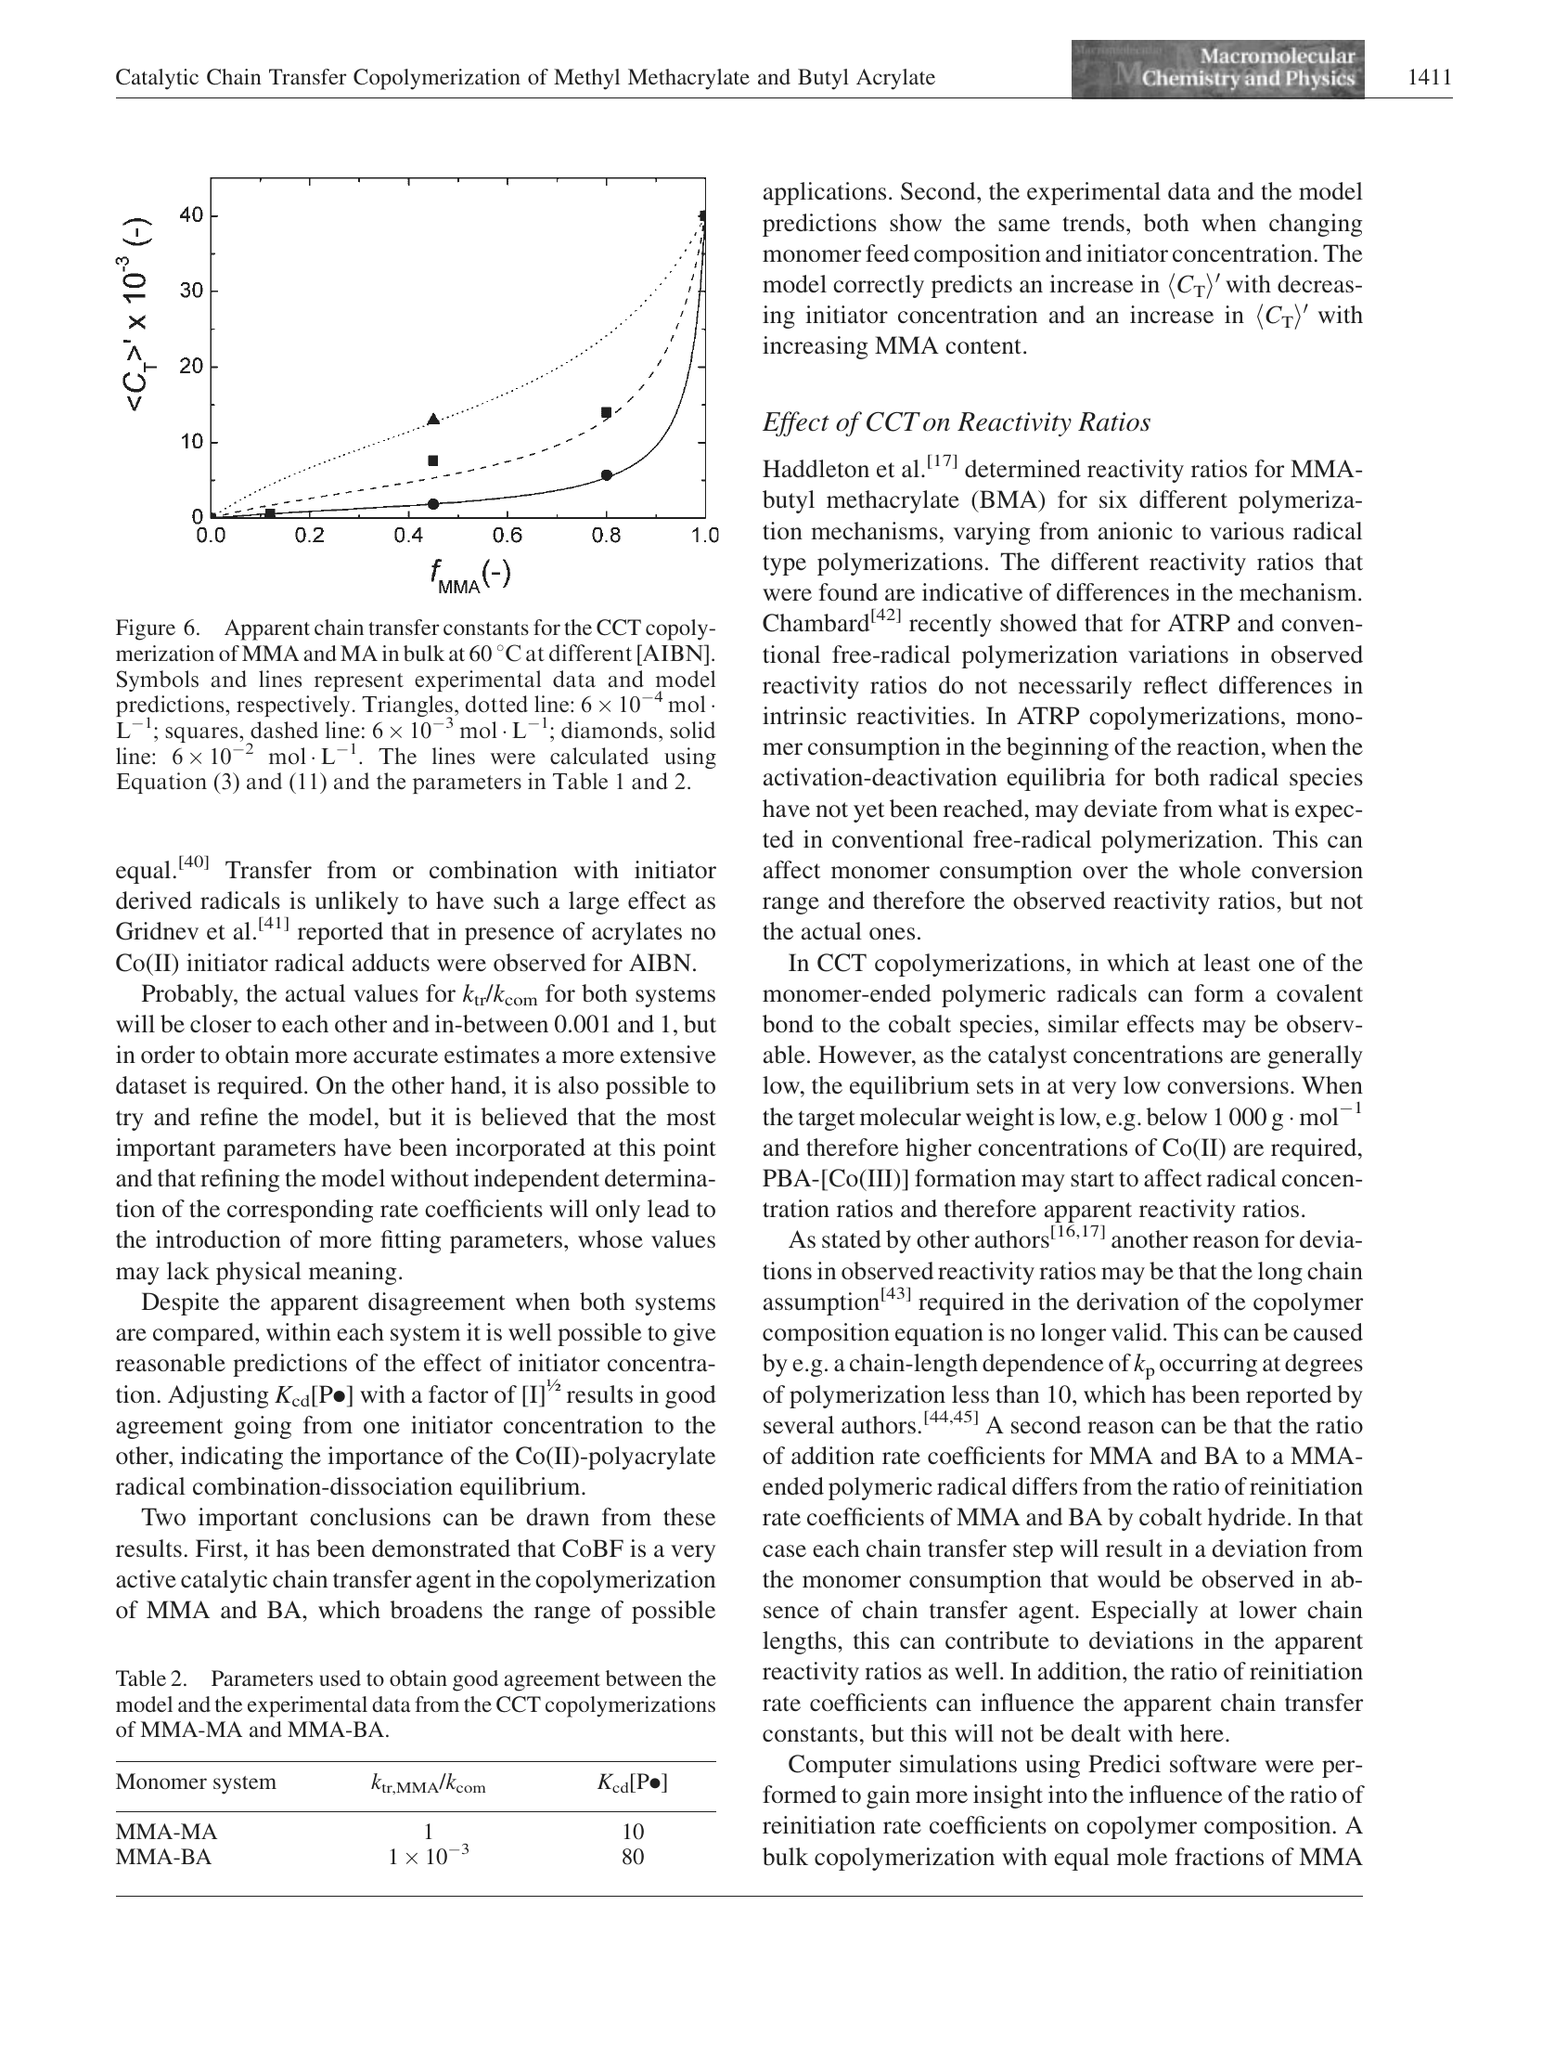 Catalytic Chain Transfer Copolymerization of Methyl Methacrylate and Butyl Acrylate
Macromolecular
Chemistry and Physics
1411
<C_T>' x 10^-3 (-)
40
30
20
10
0
0.0 0.2 0.4 0.6 0.8 1.0
f_MMA (-)
Figure 6. Apparent chain transfer constants for the CCT copoly-
merization of MMA and MA in bulk at 60 °C at different [AIBN].
Symbols and lines represent experimental data and model
predictions, respectively. Triangles, dotted line: 6 × 10⁻⁴ mol ·
L⁻¹; squares, dashed line: 6 × 10⁻³ mol · L⁻¹; diamonds, solid
line: 6 × 10⁻² mol · L⁻¹. The lines were calculated using
Equation (3) and (11) and the parameters in Table 1 and 2.
equal.[40] Transfer from or combination with initiator
derived radicals is unlikely to have such a large effect as
Gridnev et al.[41] reported that in presence of acrylates no
Co(II) initiator radical adducts were observed for AIBN.
Probably, the actual values for k_tr/k_com for both systems
will be closer to each other and in-between 0.001 and 1, but
in order to obtain more accurate estimates a more extensive
dataset is required. On the other hand, it is also possible to
try and refine the model, but it is believed that the most
important parameters have been incorporated at this point
and that refining the model without independent determina-
tion of the corresponding rate coefficients will only lead to
the introduction of more fitting parameters, whose values
may lack physical meaning.
Despite the apparent disagreement when both systems
are compared, within each system it is well possible to give
reasonable predictions of the effect of initiator concentra-
tion. Adjusting K_cd[P●] with a factor of [I]^½ results in good
agreement going from one initiator concentration to the
other, indicating the importance of the Co(II)-polyacrylate
radical combination-dissociation equilibrium.
Two important conclusions can be drawn from these
results. First, it has been demonstrated that CoBF is a very
active catalytic chain transfer agent in the copolymerization
of MMA and BA, which broadens the range of possible
Table 2. Parameters used to obtain good agreement between the
model and the experimental data from the CCT copolymerizations
of MMA-MA and MMA-BA.
Monomer system k_tr,MMA/k_com K_cd[P●]
MMA-MA 1 10
MMA-BA 1 × 10⁻³ 80
applications. Second, the experimental data and the model
predictions show the same trends, both when changing
monomer feed composition and initiator concentration. The
model correctly predicts an increase in ⟨C_T⟩′ with decreas-
ing initiator concentration and an increase in ⟨C_T⟩′ with
increasing MMA content.
Effect of CCT on Reactivity Ratios
Haddleton et al.[17] determined reactivity ratios for MMA-
butyl methacrylate (BMA) for six different polymeriza-
tion mechanisms, varying from anionic to various radical
type polymerizations. The different reactivity ratios that
were found are indicative of differences in the mechanism.
Chambard[42] recently showed that for ATRP and conven-
tional free-radical polymerization variations in observed
reactivity ratios do not necessarily reflect differences in
intrinsic reactivities. In ATRP copolymerizations, mono-
mer consumption in the beginning of the reaction, when the
activation-deactivation equilibria for both radical species
have not yet been reached, may deviate from what is expec-
ted in conventional free-radical polymerization. This can
affect monomer consumption over the whole conversion
range and therefore the observed reactivity ratios, but not
the actual ones.
In CCT copolymerizations, in which at least one of the
monomer-ended polymeric radicals can form a covalent
bond to the cobalt species, similar effects may be observ-
able. However, as the catalyst concentrations are generally
low, the equilibrium sets in at very low conversions. When
the target molecular weight is low, e.g. below 1 000 g · mol⁻¹
and therefore higher concentrations of Co(II) are required,
PBA-[Co(III)] formation may start to affect radical concen-
tration ratios and therefore apparent reactivity ratios.
As stated by other authors[16,17] another reason for devia-
tions in observed reactivity ratios may be that the long chain
assumption[43] required in the derivation of the copolymer
composition equation is no longer valid. This can be caused
by e.g. a chain-length dependence of k_p occurring at degrees
of polymerization less than 10, which has been reported by
several authors.[44,45] A second reason can be that the ratio
of addition rate coefficients for MMA and BA to a MMA-
ended polymeric radical differs from the ratio of reinitiation
rate coefficients of MMA and BA by cobalt hydride. In that
case each chain transfer step will result in a deviation from
the monomer consumption that would be observed in ab-
sence of chain transfer agent. Especially at lower chain
lengths, this can contribute to deviations in the apparent
reactivity ratios as well. In addition, the ratio of reinitiation
rate coefficients can influence the apparent chain transfer
constants, but this will not be dealt with here.
Computer simulations using Predici software were per-
formed to gain more insight into the influence of the ratio of
reinitiation rate coefficients on copolymer composition. A
bulk copolymerization with equal mole fractions of MMA